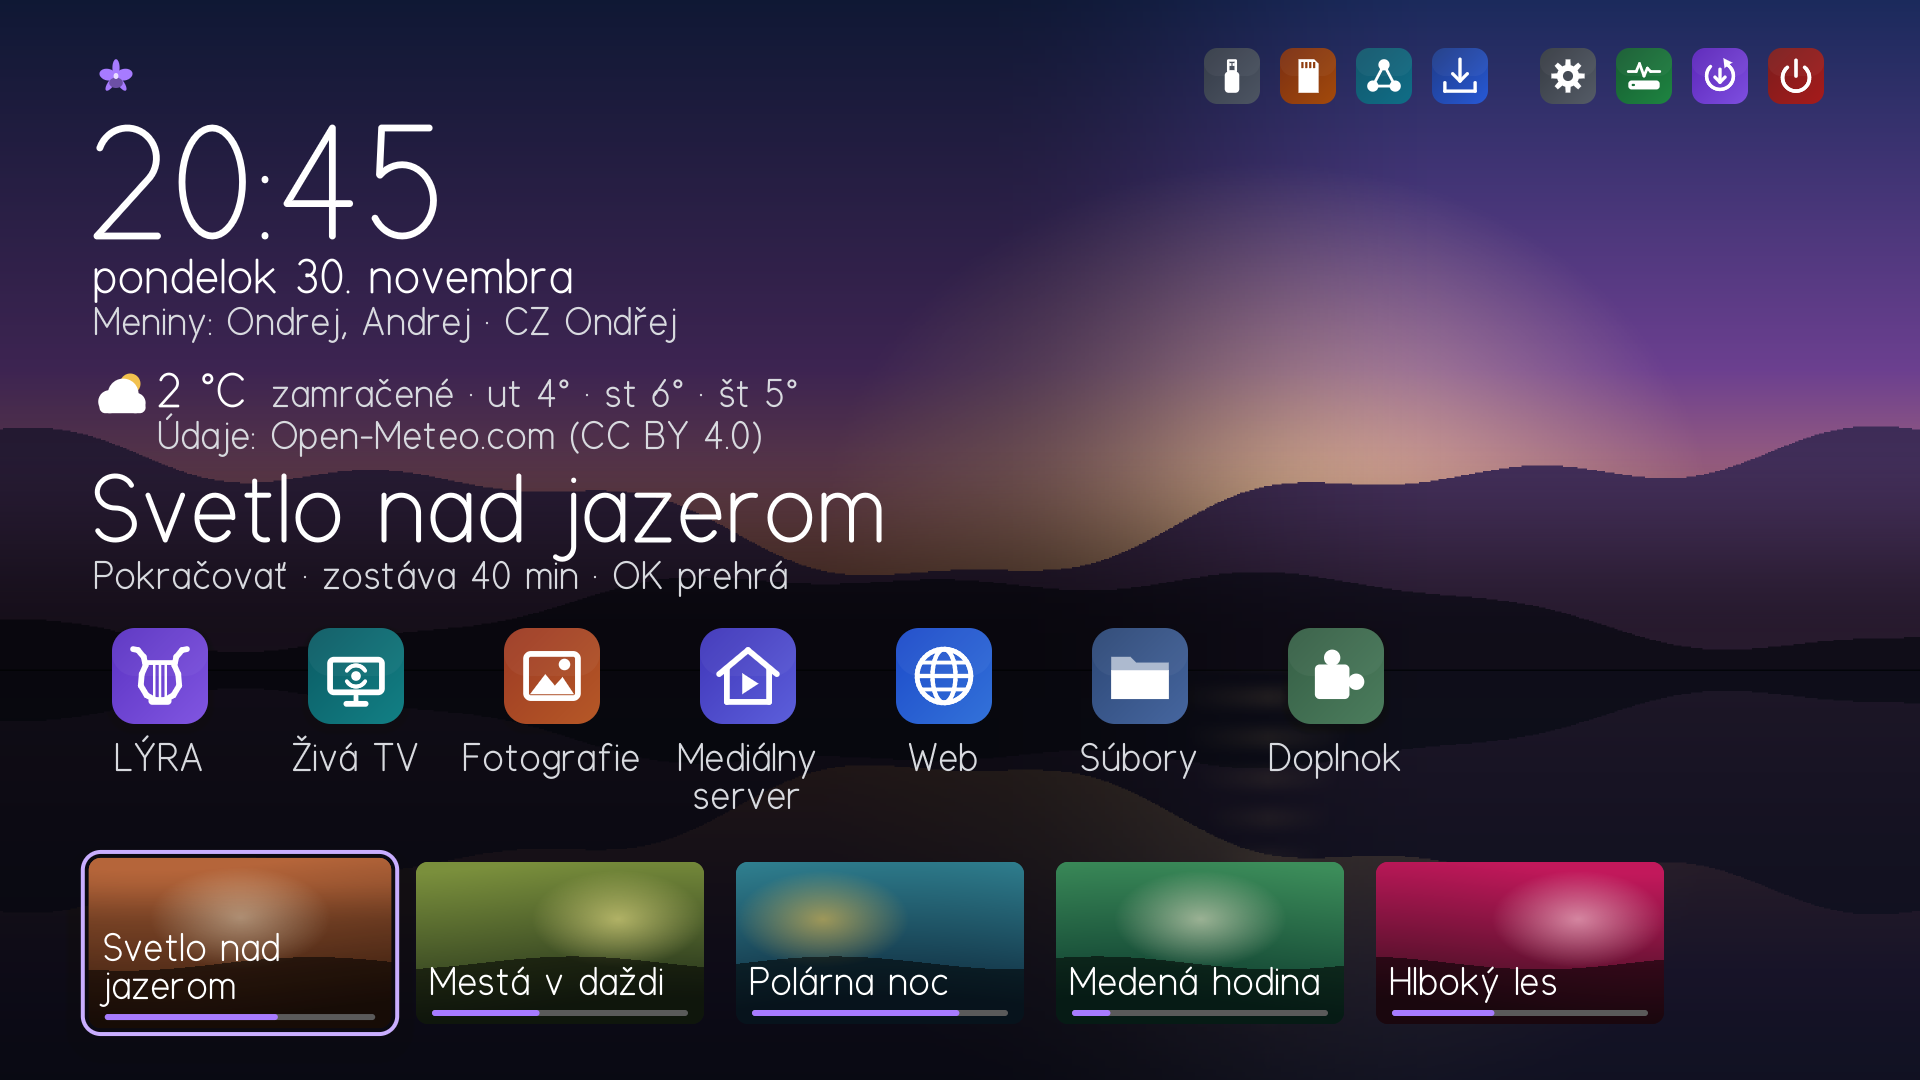 20:45
pondelok 30. novembra
Meniny: Ondrej, Andrej · CZ Ondřej
2 °C zamračené · ut 4° · st 6° · št 5°
Údaje: Open-Meteo.com (CC BY 4.0)
Svetlo nad jazerom
Pokračovať · zostáva 40 min · OK prehrá
LÝRA
Živá TV
Fotografie
Mediálny
server
Web
Súbory
Doplnok
Svetlo nad
jazerom
Mestá v daždi
Polárna noc
Medená hodina
Hlboký les